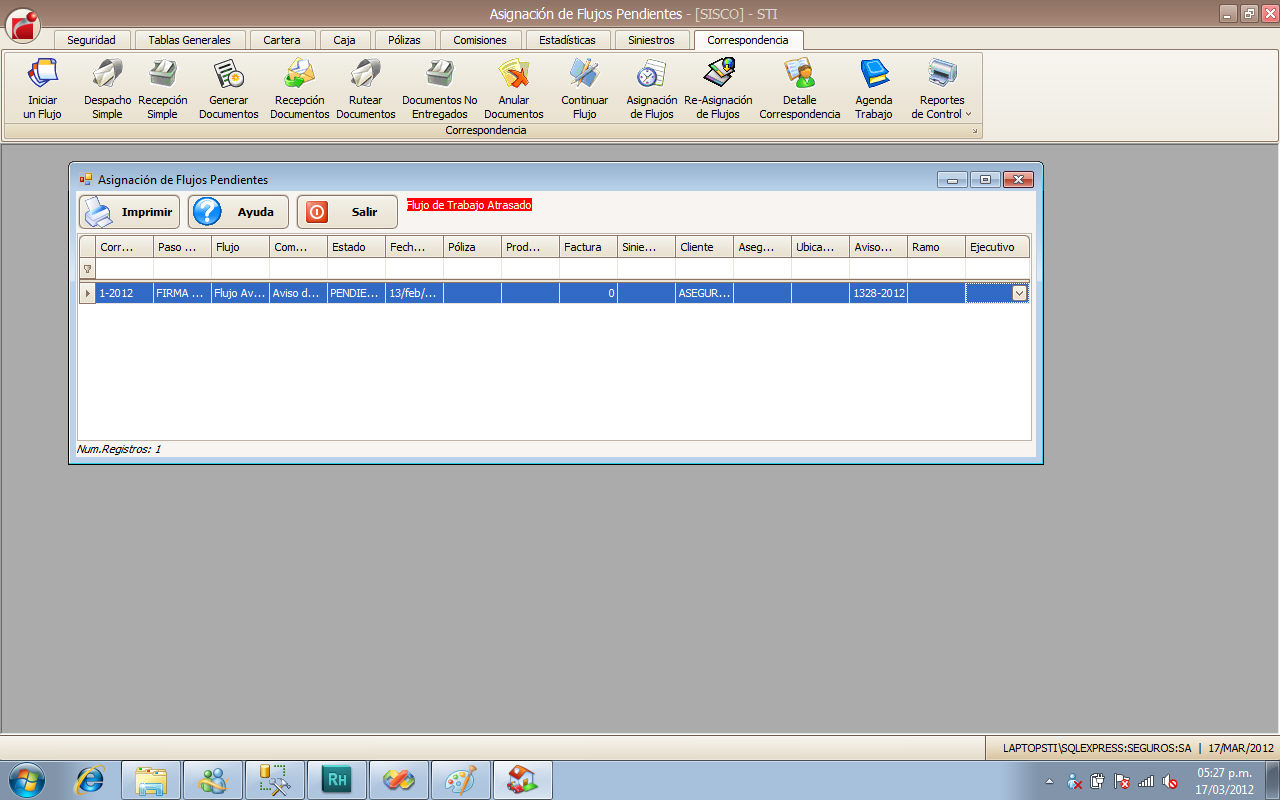 Asignación de Flujos Pendientes - [SISCO] - STI
Seguridad Tablas Generales Cartera Caja Pólizas Comisiones Estadísticas Siniestros Correspondencia
Iniciar un Flujo
Despacho Simple
Recepción Simple
Generar Documentos
Recepción Documentos
Rutear Documentos
Documentos No Entregados
Anular Documentos
Continuar Flujo
Asignación de Flujos
Re-Asignación de Flujos
Detalle Correspondencia
Agenda Trabajo
Reportes de Control
Correspondencia
Asignación de Flujos Pendientes
Imprimir Ayuda Salir Flujo de Trabajo Atrasado
Corr... Paso ... Flujo Com... Estado Fech... Póliza Prod... Factura Sinie... Cliente Aseg... Ubica... Aviso... Ramo Ejecutivo
1-2012 FIRMA ... Flujo Av... Aviso d... PENDIE... 13/feb/... 0 ASEGUR... 1328-2012
Num.Registros: 1
LAPTOPSTI\SQLEXPRESS:SEGUROS:SA | 17/MAR/2012
Rh
05:27 p.m.
17/03/2012